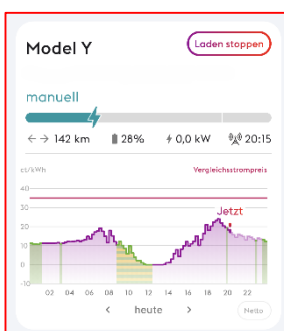 Model Y
Laden stoppen
manuell
142 km 28% 0,0 kW 20:15
ct/kWh Vergleichsstrompreis
40
30
Jetzt
20
10
0
-10
02 04 06 08 10 12 14 16 18 20 22
< heute >
Netto